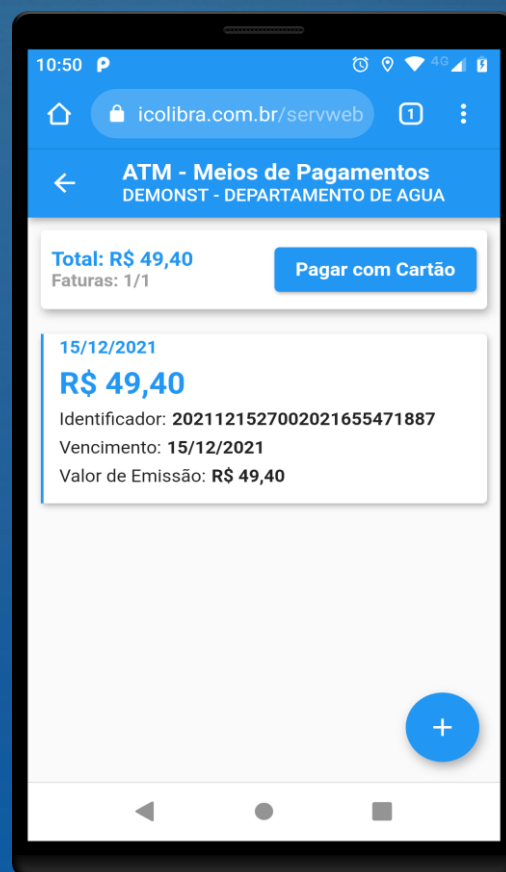 10:50
4G
icolibra.com.br/servweb
1
ATM - Meios de Pagamentos
DEMONST - DEPARTAMENTO DE AGUA
Total: R$ 49,40
Faturas: 1/1
Pagar com Cartão
15/12/2021
R$ 49,40
Identificador: 2021121527002021655471887
Vencimento: 15/12/2021
Valor de Emissão: R$ 49,40
+